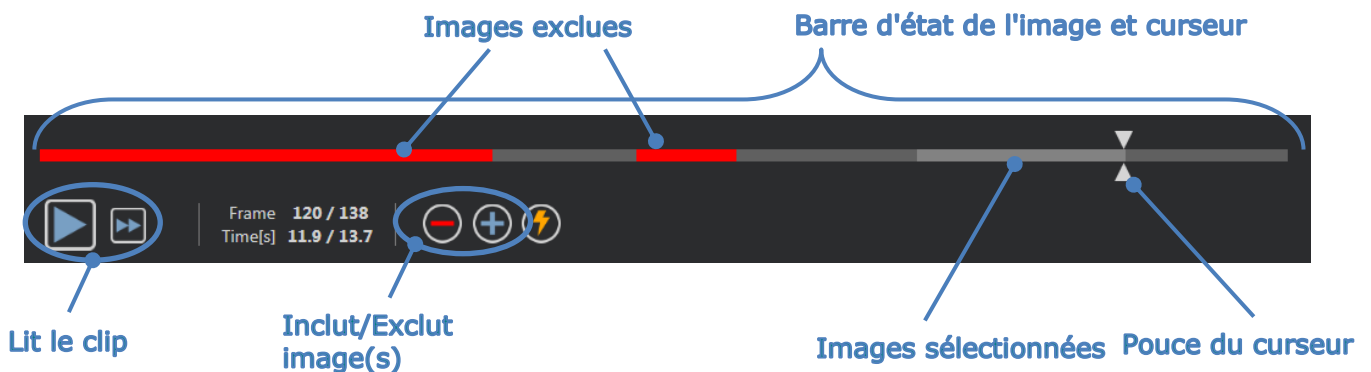 Images exclues
Barre d'état de l'image et curseur
Frame 120 / 138
Time[s] 11.9 / 13.7
Lit le clip
Inclut/Exclut
image(s)
Images sélectionnées
Pouce du curseur